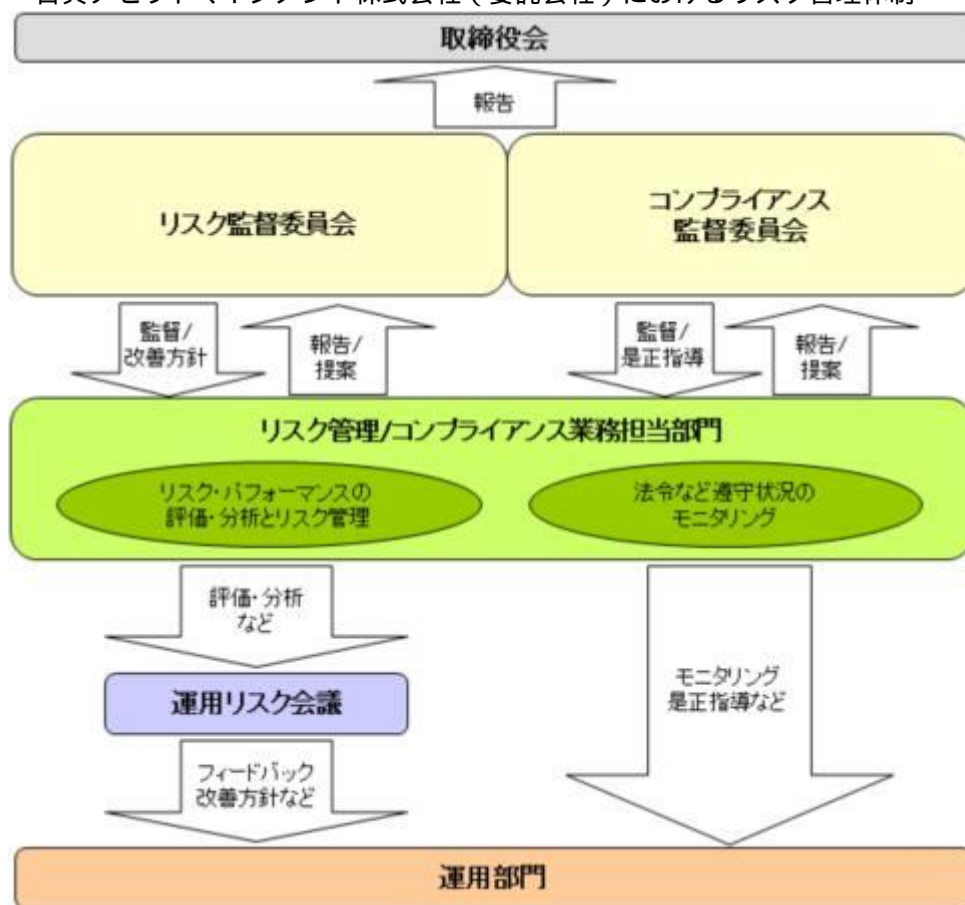 取締役会
報告
リスク監督委員会
コンプライアンス
監督委員会
監督/
改善方針
報告/
提案
監督/
是正指導
報告/
提案
リスク管理/コンプライアンス業務担当部門
リスク・パフォーマンスの
評価・分析とリスク管理
法令など遵守状況の
モニタリング
評価・分析
など
運用リスク会議
モニタリング
是正指導など
フィードバック
改善方針など
運用部門